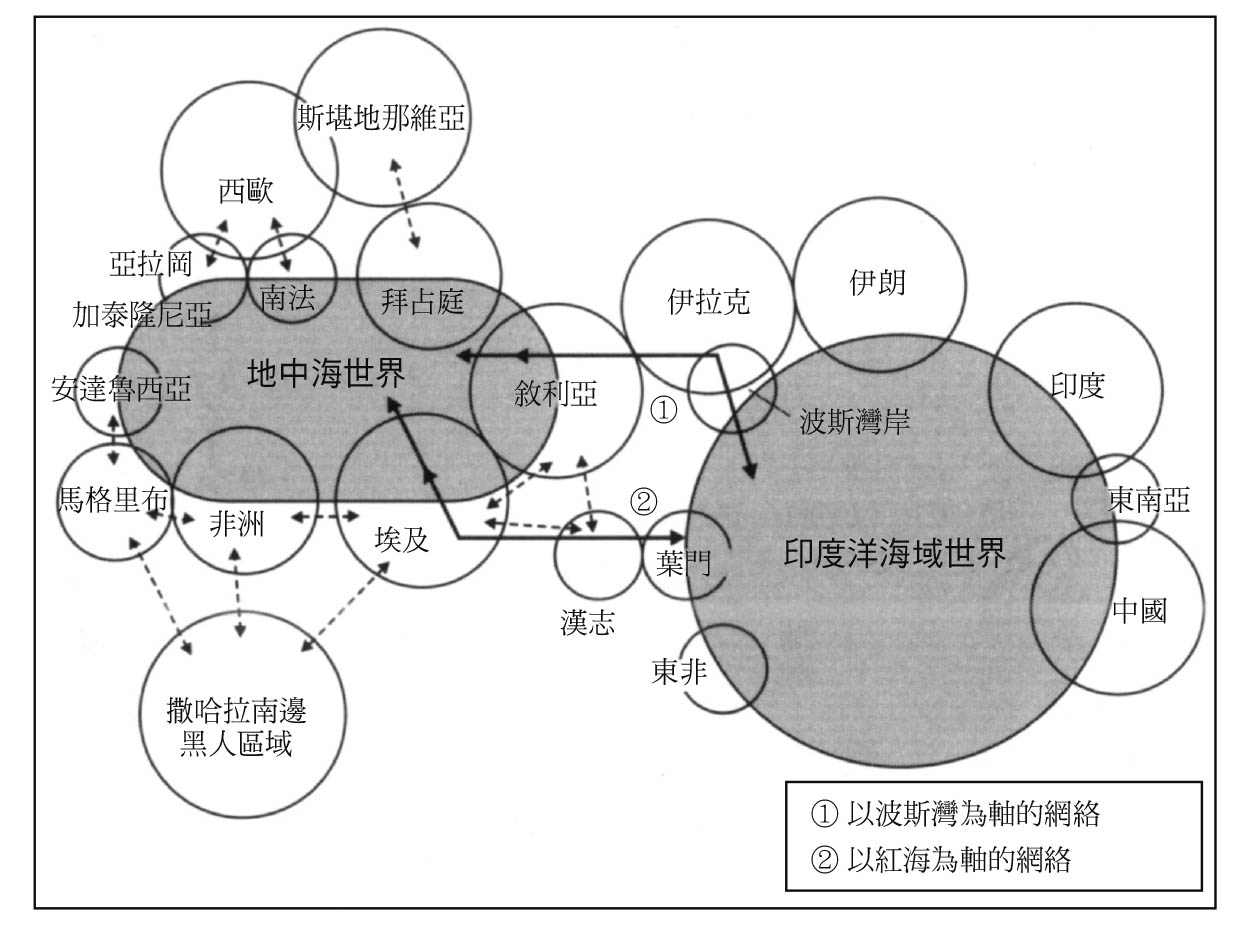 斯堪地那維亞
西歐
亞拉岡
加泰隆尼亞
南法
拜占庭
伊拉克
伊朗
地中海世界
安達魯西亞
敘利亞
①
波斯灣岸
印度
馬格里布
非洲
埃及
②
葉門
漢志
印度洋海域世界
東南亞
中國
東非
撒哈拉南邊
黑人區域
① 以波斯灣為軸的網絡
② 以紅海為軸的網絡